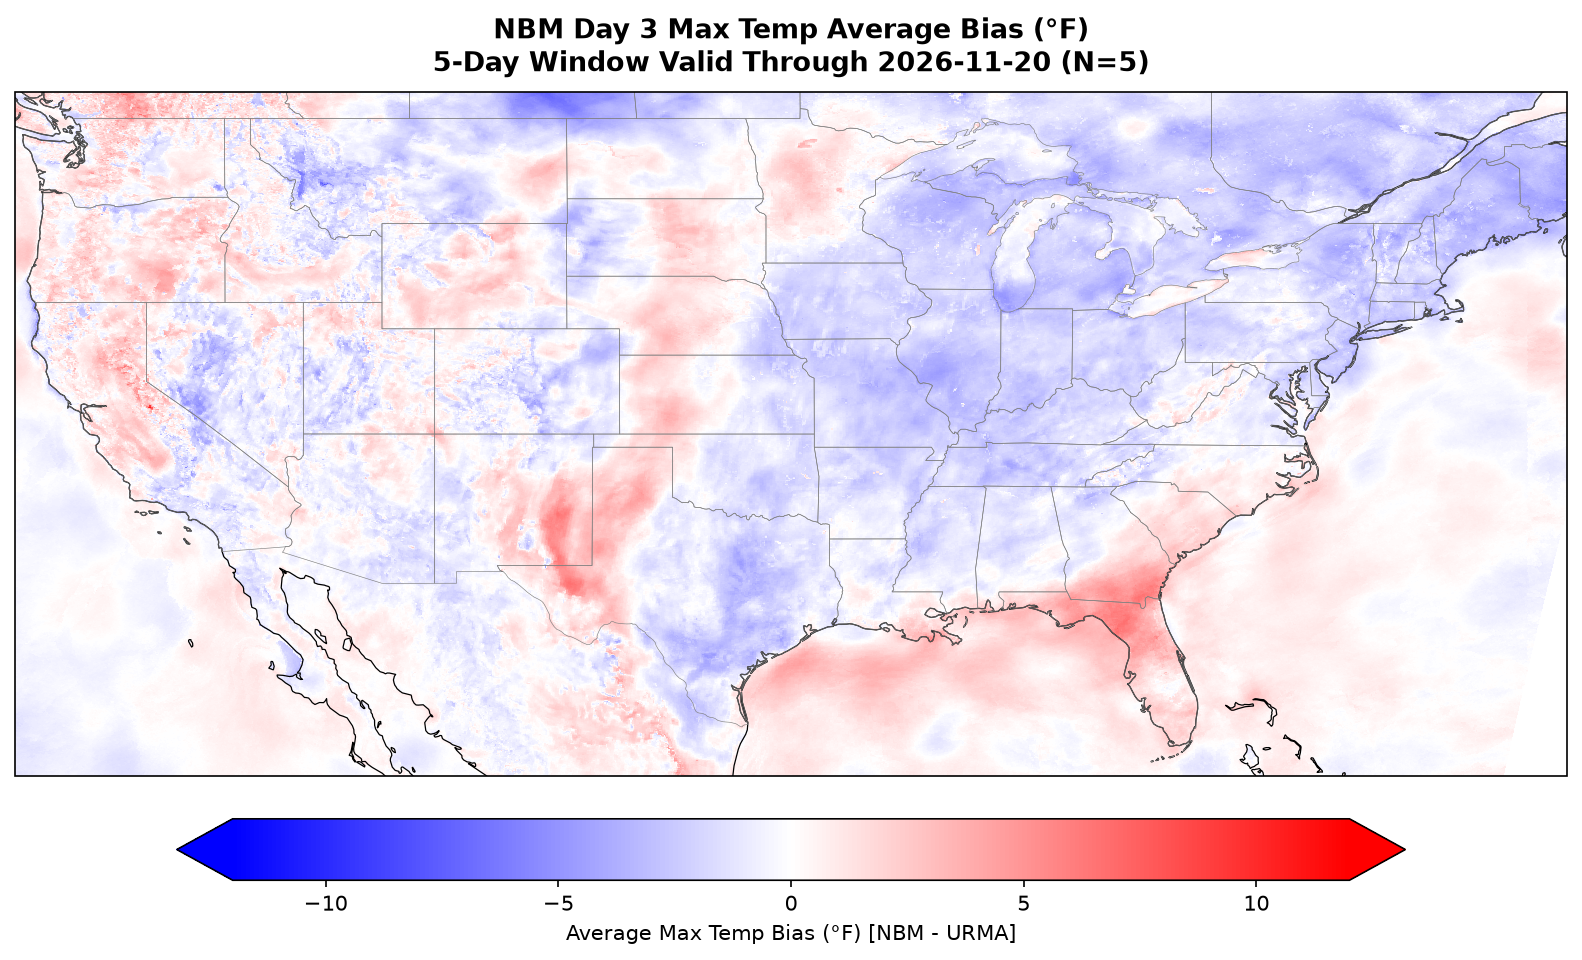 NBM Day 3 Max Temp Average Bias (°F)
5-Day Window Valid Through 2026-11-20 (N=5)
−10
−5
0
5
10
Average Max Temp Bias (°F) [NBM - URMA]